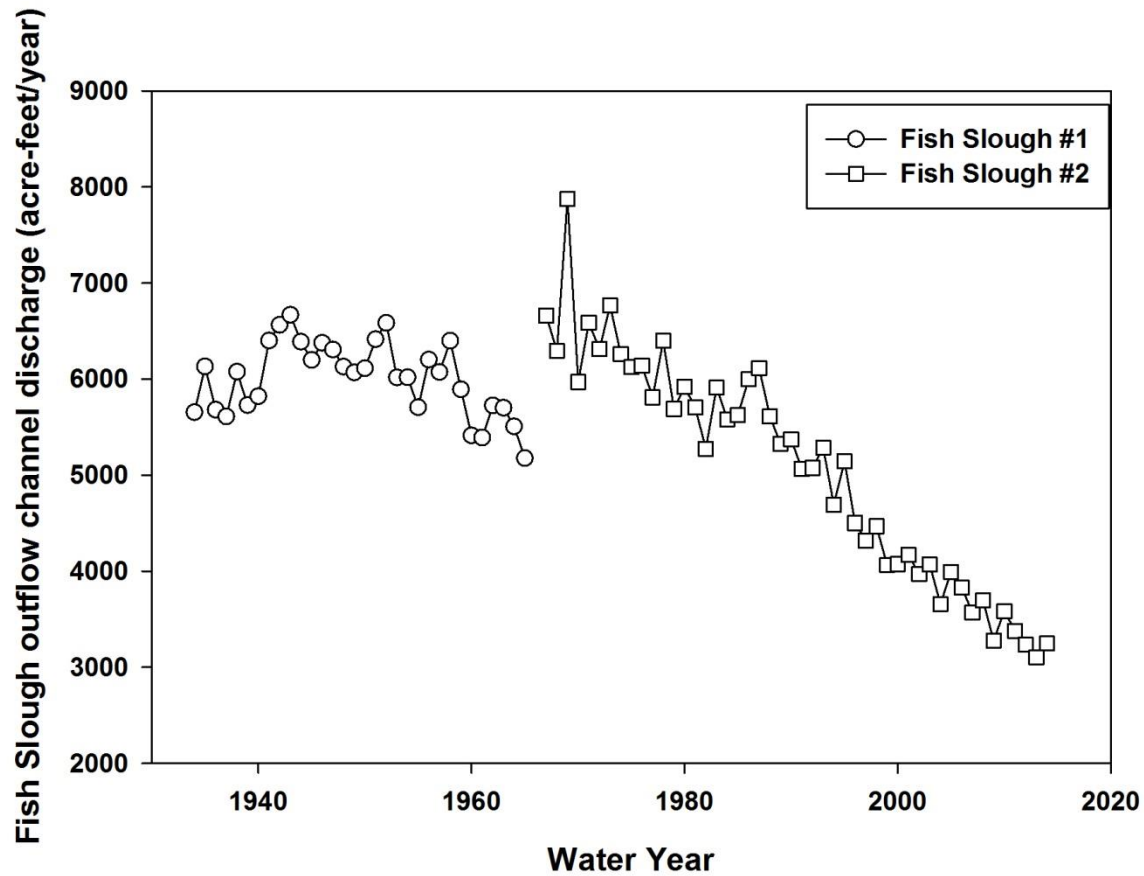 Fish Slough outflow channel discharge (acre-feet/year)
9000
8000
7000
6000
5000
4000
3000
2000
Fish Slough #1
Fish Slough #2
1940 1960 1980 2000 2020
Water Year